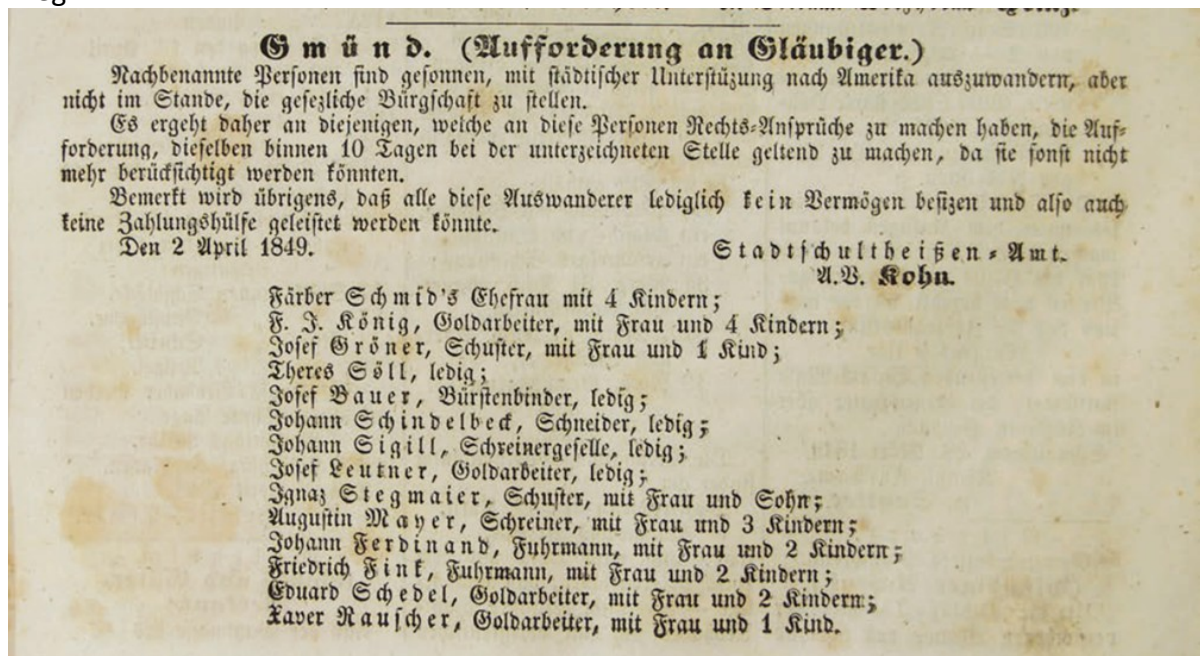 Gmünd. (Aufforderung an Gläubiger.)
Nachbenannte Personen sind gesonnen, mit städtischer Unterstüzung nach Amerika auszuwandern, aber
nicht im Stande, die gesezliche Bürgschaft zu stellen.
Es ergeht daher an diejenigen, welche an diese Personen Rechts-Ansprüche zu machen haben, die Auf-
forderung, dieselben binnen 10 Tagen bei der unterzeichneten Stelle geltend zu machen, da sie sonst nicht
mehr berücksichtigt werden könnten.
Bemerkt wird übrigens, daß alle diese Auswanderer lediglich kein Vermögen besizen und also auch
keine Zahlungshülfe geleistet werden könnte.
Den 2 April 1849.
Stadtschultheißen-Amt.
A.V. Kohn.
Färber Schmid's Ehefrau mit 4 Kindern;
F. J. König, Goldarbeiter, mit Frau und 4 Kindern;
Josef Gröner, Schuster, mit Frau und 1 Kind;
Theres Söll, ledig;
Josef Bauer, Bürstenbinder, ledig;
Johann Schindelbeck, Schneider, ledig;
Johann Sigill, Schreinergeselle, ledig;
Josef Leutner, Goldarbeiter, ledig;
Ignaz Stegmaier, Schuster, mit Frau und Sohn;
Augustin Mayer, Schreiner, mit Frau und 3 Kindern;
Johann Ferdinand, Fuhrmann, mit Frau und 2 Kindern;
Friedrich Fink, Fuhrmann, mit Frau und 2 Kindern;
Eduard Schedel, Goldarbeiter, mit Frau und 2 Kindern;
Xaver Rauscher, Goldarbeiter, mit Frau und 1 Kind.